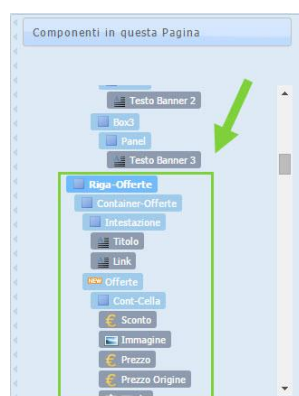 Componenti in questa Pagina
Testo Banner 2
Box3
Panel
Testo Banner 3
Riga-Offerte
Container-Offerte
Intestazione
Titolo
Link
NEW Offerte
Cont-Cella
Sconto
Immagine
Prezzo
Prezzo Origine